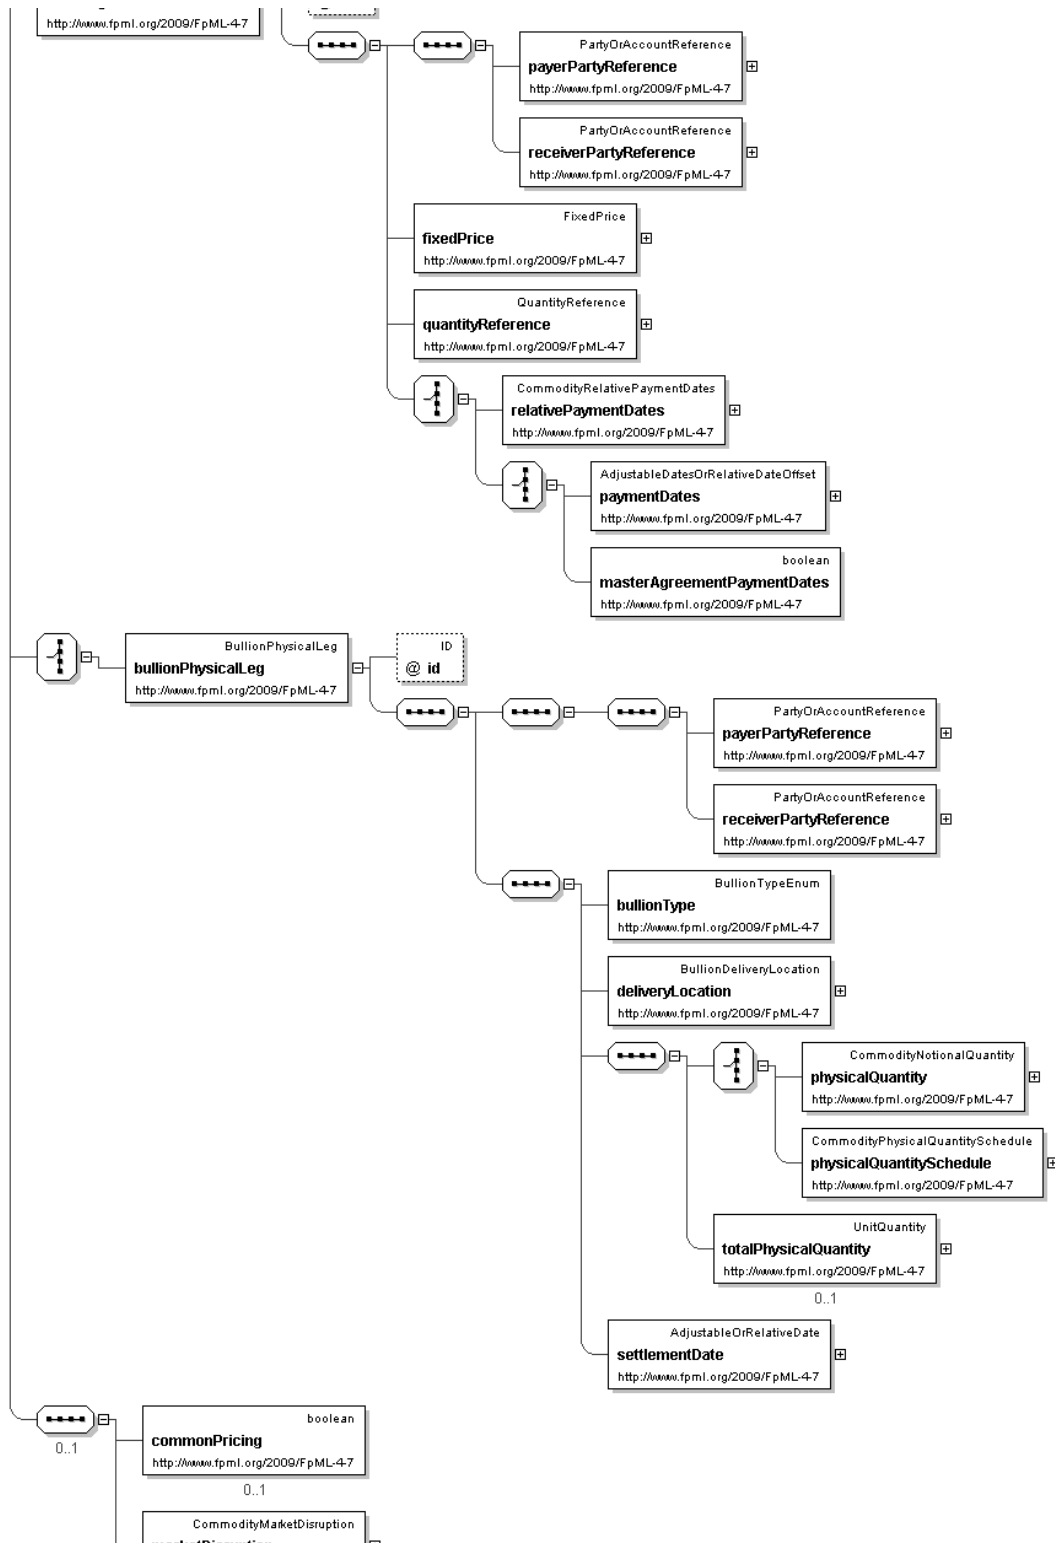 http://www.fpml.org/2009/FpML-4-7
PartyOrAccountReference
payerPartyReference
http://www.fpml.org/2009/FpML-4-7
PartyOrAccountReference
receiverPartyReference
http://www.fpml.org/2009/FpML-4-7
FixedPrice
fixedPrice
http://www.fpml.org/2009/FpML-4-7
QuantityReference
quantityReference
http://www.fpml.org/2009/FpML-4-7
CommodityRelativePaymentDates
relativePaymentDates
http://www.fpml.org/2009/FpML-4-7
AdjustableDatesOrRelativeDateOffset
paymentDates
http://www.fpml.org/2009/FpML-4-7
boolean
masterAgreementPaymentDates
http://www.fpml.org/2009/FpML-4-7
BullionPhysicalLeg
bullionPhysicalLeg
http://www.fpml.org/2009/FpML-4-7
ID
@ id
PartyOrAccountReference
payerPartyReference
http://www.fpml.org/2009/FpML-4-7
PartyOrAccountReference
receiverPartyReference
http://www.fpml.org/2009/FpML-4-7
BullionTypeEnum
bullionType
http://www.fpml.org/2009/FpML-4-7
BullionDeliveryLocation
deliveryLocation
http://www.fpml.org/2009/FpML-4-7
CommodityNotionalQuantity
physicalQuantity
http://www.fpml.org/2009/FpML-4-7
CommodityPhysicalQuantitySchedule
physicalQuantitySchedule
http://www.fpml.org/2009/FpML-4-7
UnitQuantity
totalPhysicalQuantity
http://www.fpml.org/2009/FpML-4-7
0..1
AdjustableOrRelativeDate
settlementDate
http://www.fpml.org/2009/FpML-4-7
0..1
boolean
commonPricing
http://www.fpml.org/2009/FpML-4-7
0..1
CommodityMarketDisruption
marketDisruption